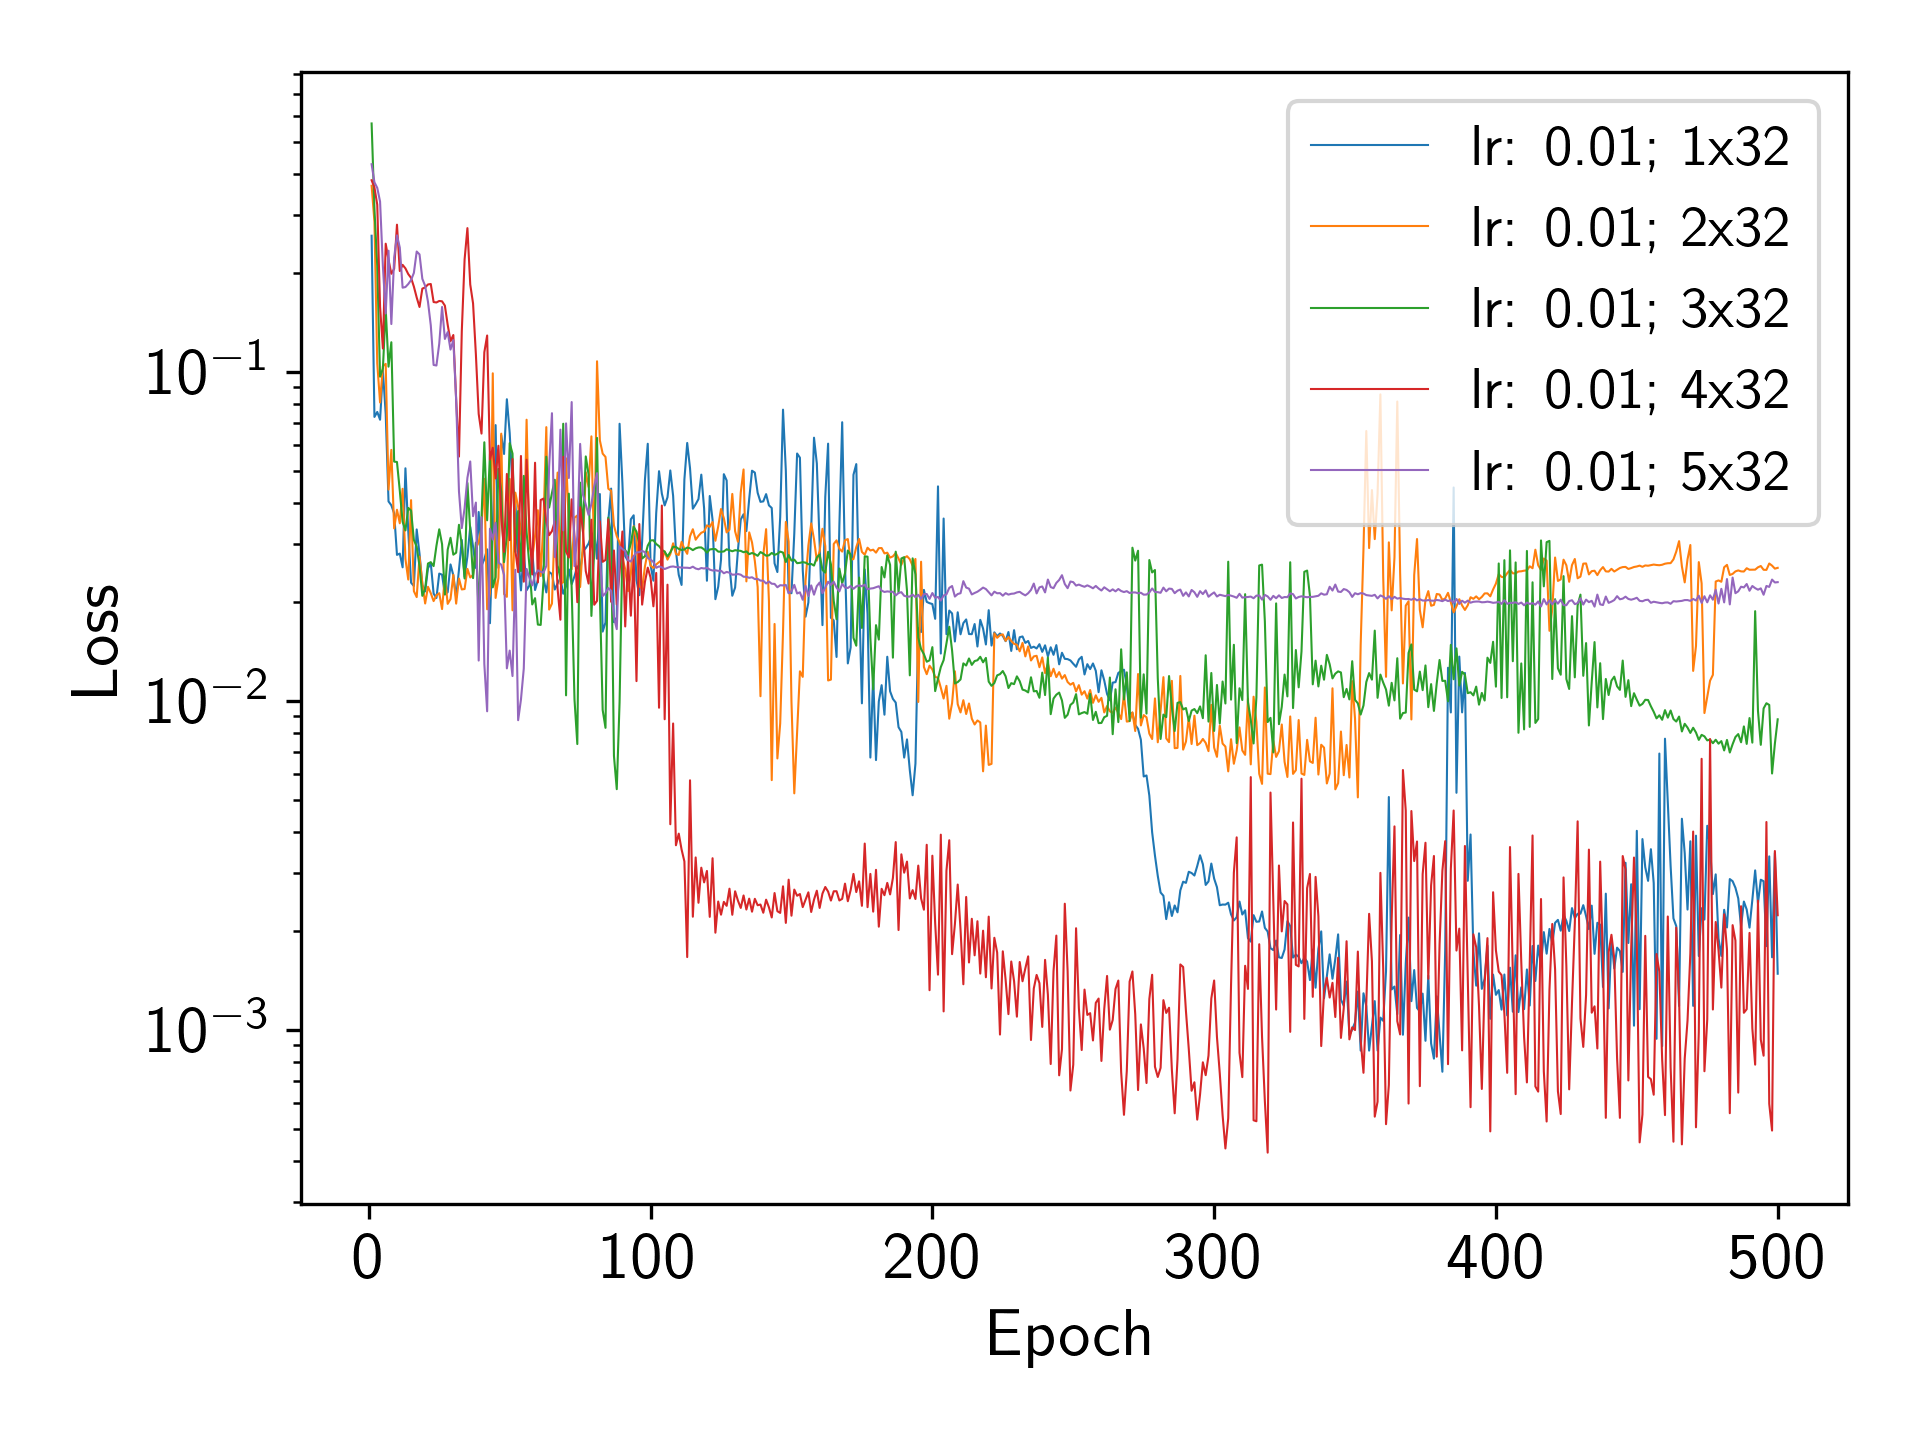 lr: 0.01; 1x32
lr: 0.01; 2x32
lr: 0.01; 3x32
lr: 0.01; 4x32
lr: 0.01; 5x32
Loss
10⁻¹
10⁻²
10⁻³
0 100 200 300 400 500
Epoch